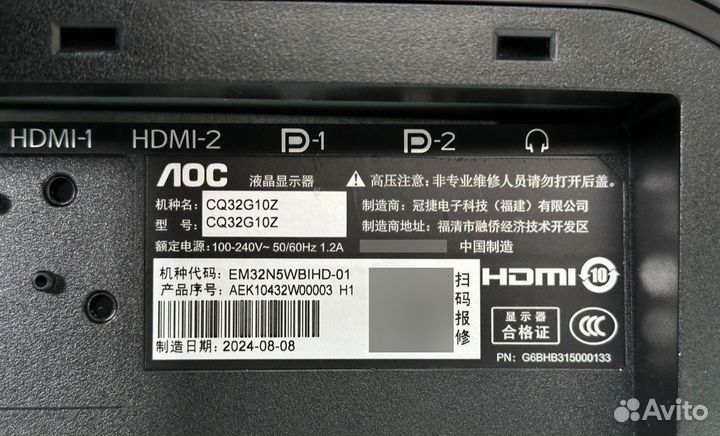 HDMI-1 HDMI-2 DP-1 DP-2
AOC 液晶显示器
高压注意: 非专业维修人员请勿打开后盖。
机种名: CQ32G10Z
型 号: CQ32G10Z
制造商: 冠捷电子科技（福建）有限公司
制造商地址: 福清市融侨经济技术开发区
额定电源: 100-240V~ 50/60Hz 1.2A
中国制造
机种代码: EM32N5WBIHD-01
产品序号: AEK10432W00003 H1
制造日期: 2024-08-08
扫码报修
HDMI 10
显示器
合格证
CCC
PN: G6BHB315000133
Avito